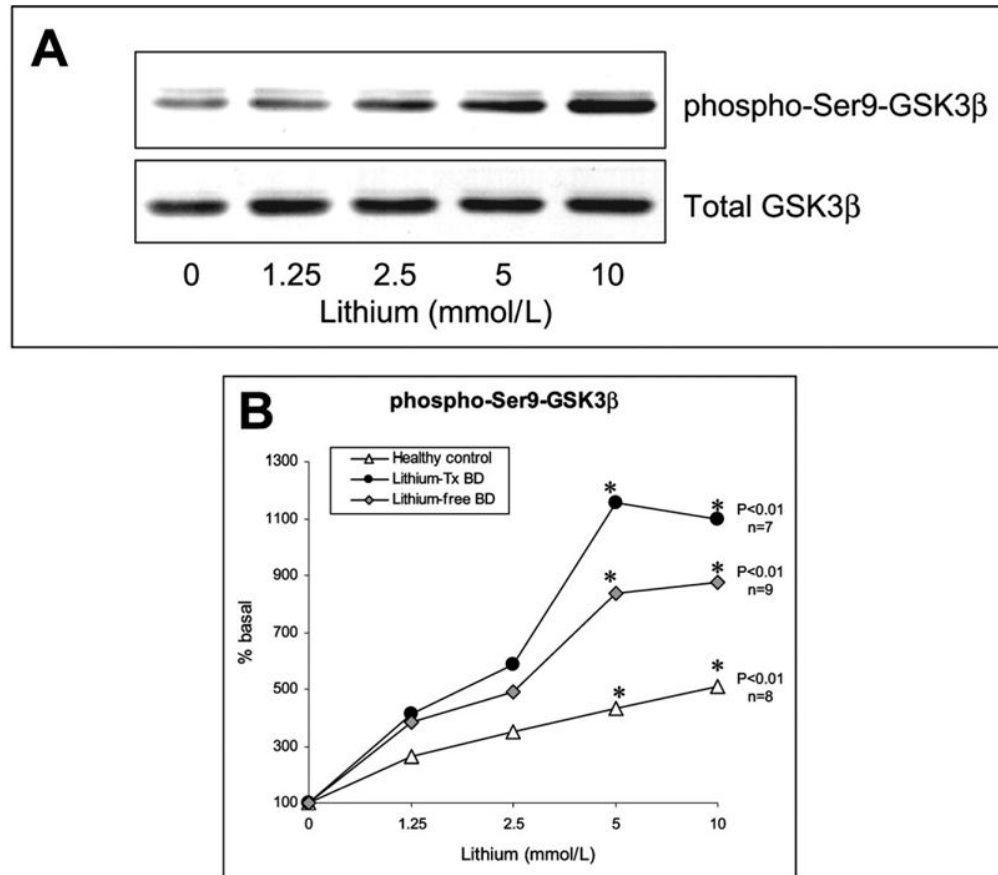 A
phospho-Ser9-GSK3β
Total GSK3β
0 1.25 2.5 5 10
Lithium (mmol/L)
B
phospho-Ser9-GSK3β
Healthy control
Lithium-Tx BD
Lithium-free BD
1300
1100
900
700
500
300
100
% basal
* *
P<0.01
n=7
* *
P<0.01
n=9
* *
P<0.01
n=8
0 1.25 2.5 5 10
Lithium (mmol/L)